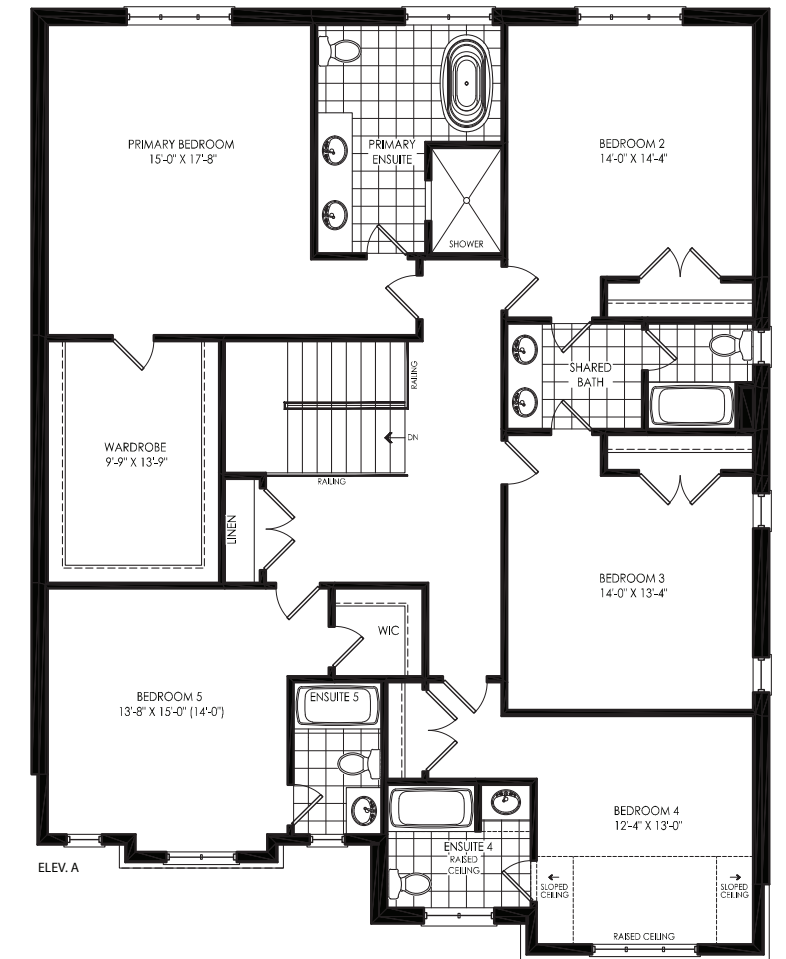 PRIMARY BEDROOM
15'-0" X 17'-8"
PRIMARY
ENSUITE
SHOWER
BEDROOM 2
14'-0" X 14'-4"
RAILING
SHARED
BATH
DN
WARDROBE
9'-9" X 13'-9"
RAILING
LINEN
BEDROOM 3
14'-0" X 13'-4"
WIC
BEDROOM 5
13'-8" X 15'-0" (14'-0")
ENSUITE 5
BEDROOM 4
12'-4" X 13'-0"
ENSUITE 4
RAISED
CEILING
ELEV. A
SLOPED
CEILING
SLOPED
CEILING
RAISED CEILING